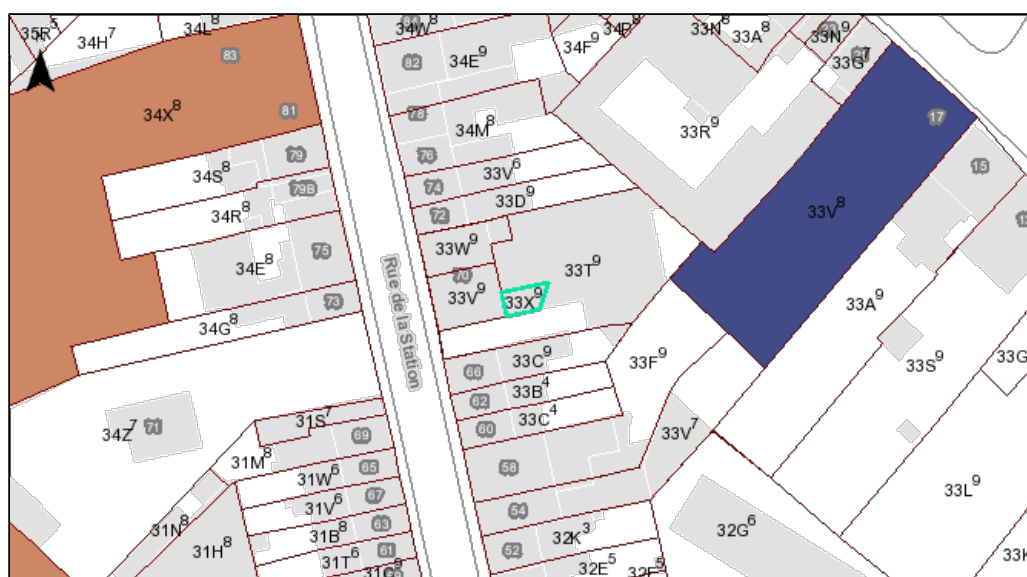 35R⁵
34H⁷
34L⁸
83
34X⁸
81
34S⁸
79
79B
34R⁸
34E⁸
75
73
34G⁸
34Z⁷
71
31S⁷
69
31M⁸
65
31W⁶
67
31V⁶
63
31N⁸
31B⁸
31H⁸
61
31T⁶
Rue de la Station
34W⁸
82
34E⁹
34F⁹
78
34M⁸
76
33V⁶
74
33D⁹
72
33W⁹
70
33V⁹
33X⁹
33T⁹
33C⁹
66
33B⁴
62
33C⁴
60
58
54
32K³
52
32E⁵
33F⁹
33V⁷
32G⁶
33N⁸
33A⁸
33N⁹
33G⁷
33R⁹
17
33V⁸
15
33A⁹
33S⁹
33G
33L⁹
33K